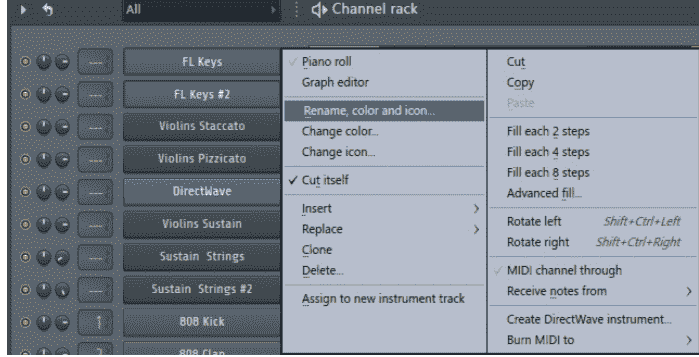 All
Channel rack
FL Keys
FL Keys #2
Violins Staccato
Violins Pizzicato
DirectWave
Violins Sustain
Sustain Strings
Sustain Strings #2
1 808 Kick
2 808 Clap
Piano roll
Graph editor
Rename, color and icon...
Change color...
Change icon...
Cut itself
Insert
Replace
Clone
Delete...
Assign to new instrument track
Cut
Copy
Paste
Fill each 2 steps
Fill each 4 steps
Fill each 8 steps
Advanced fill...
Rotate left Shift+Ctrl+Left
Rotate right Shift+Ctrl+Right
MIDI channel through
Receive notes from
Create DirectWave instrument...
Burn MIDI to